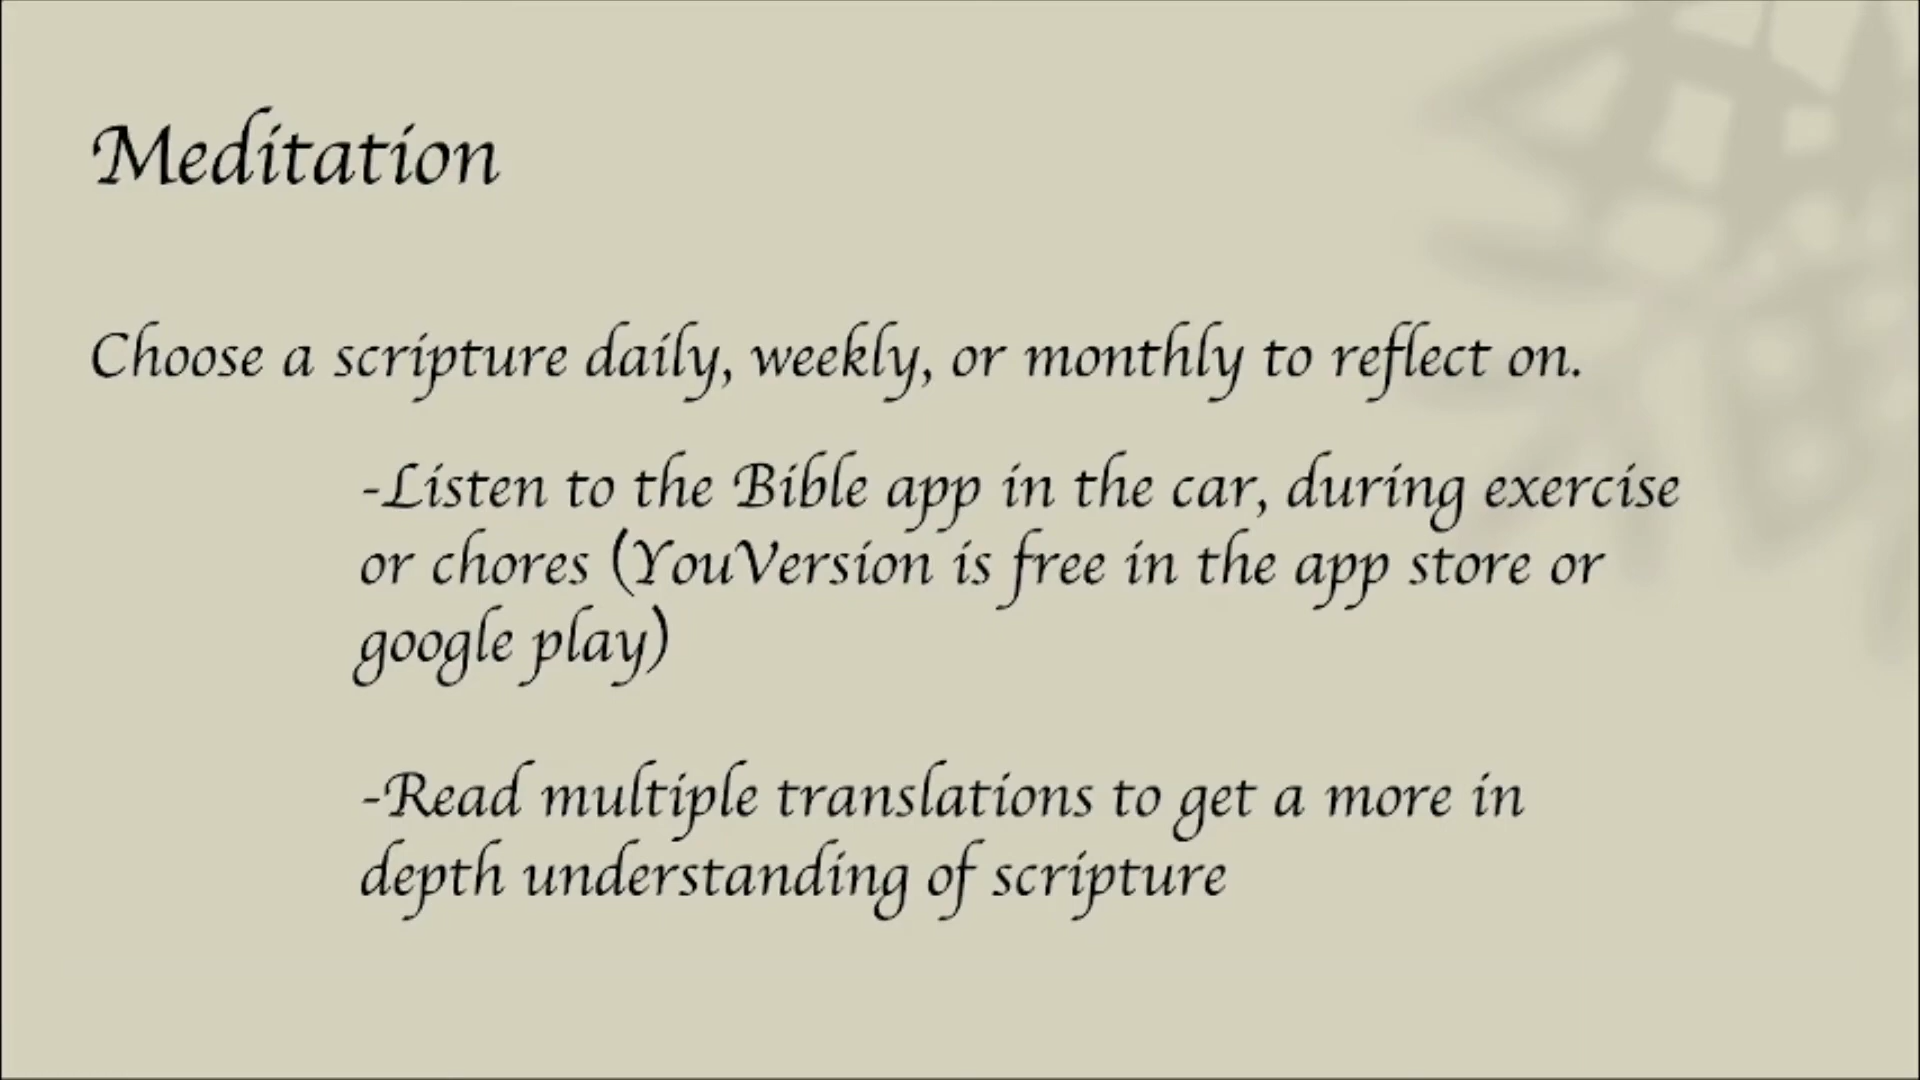 Meditation
Choose a scripture daily, weekly, or monthly to reflect on.
-Listen to the Bible app in the car, during exercise
or chores (YouVersion is free in the app store or
google play)
-Read multiple translations to get a more in
depth understanding of scripture